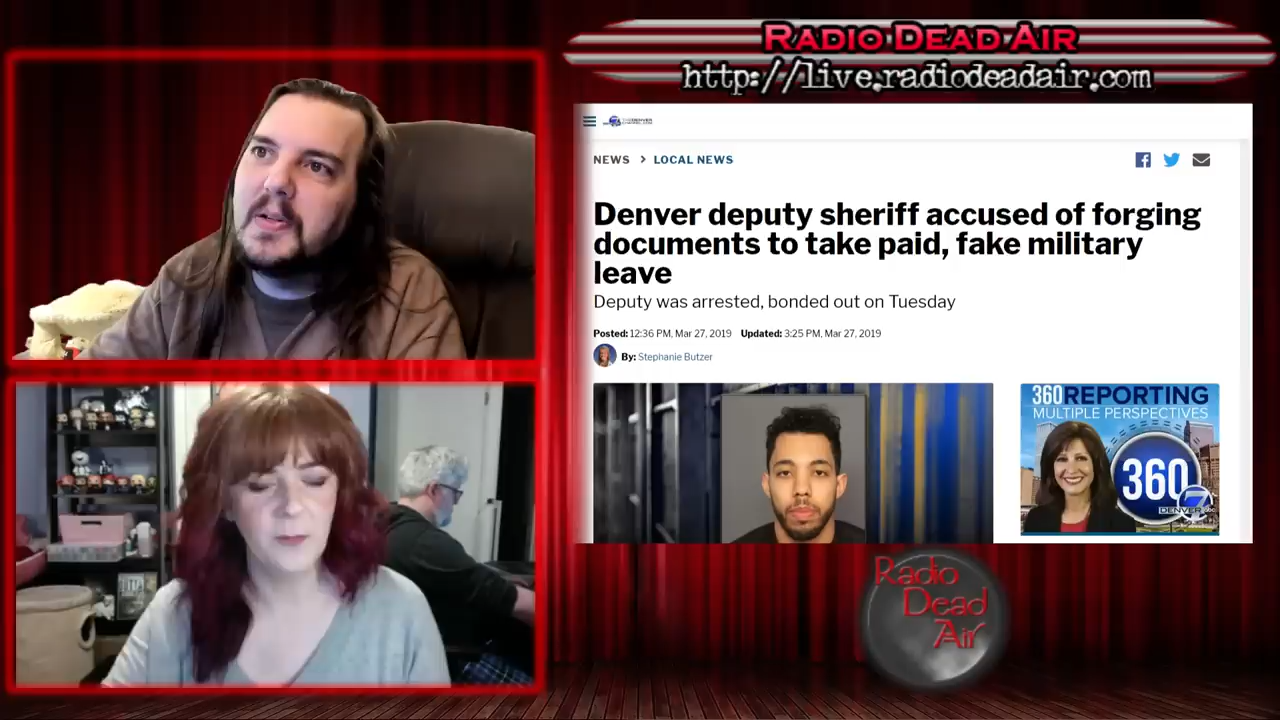 RADIO DEAD AIR
http://live.radiodeadair.com
NEWS > LOCAL NEWS
Denver deputy sheriff accused of forging
documents to take paid, fake military
leave
Deputy was arrested, bonded out on Tuesday
Posted: 12:36 PM, Mar 27, 2019 Updated: 3:25 PM, Mar 27, 2019
By: Stephanie Butzer
360 REPORTING
MULTIPLE PERSPECTIVES
360
7
DENVER
Radio
Dead
Air